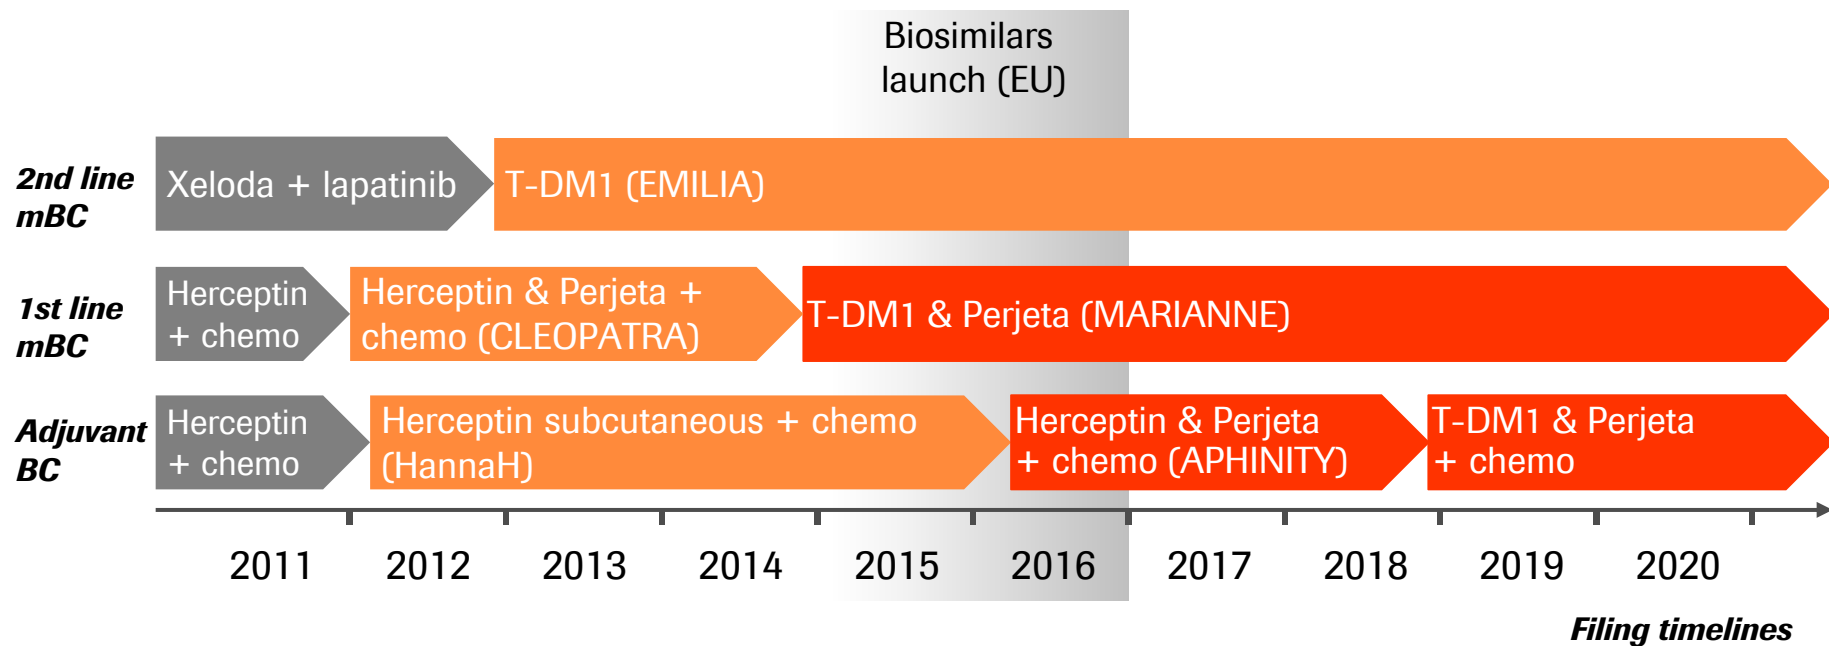 Biosimilars
launch (EU)
2nd line
mBC
Xeloda + lapatinib
T-DM1 (EMILIA)
1st line
mBC
Herceptin
+ chemo
Herceptin & Perjeta +
chemo (CLEOPATRA)
T-DM1 & Perjeta (MARIANNE)
Adjuvant
BC
Herceptin
+ chemo
Herceptin subcutaneous + chemo
(HannaH)
Herceptin & Perjeta
+ chemo (APHINITY)
T-DM1 & Perjeta
+ chemo
2011 2012 2013 2014 2015 2016 2017 2018 2019 2020
Filing timelines